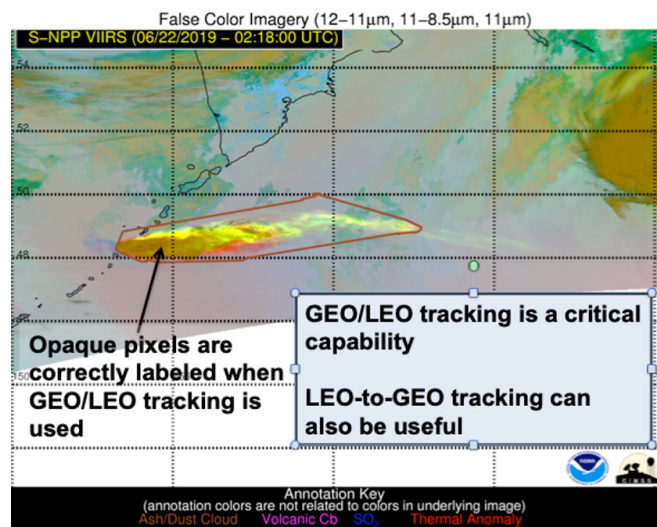 False Color Imagery (12–11µm, 11–8.5µm, 11µm)
S–NPP VIIRS (06/22/2019 – 02:18:00 UTC)
54
52
50
48
150
Opaque pixels are
correctly labeled when
GEO/LEO tracking is
used
GEO/LEO tracking is a critical
capability
LEO-to-GEO tracking can
also be useful
NOAA
CIMSS
Annotation Key
(annotation colors are not related to colors in underlying image)
Ash/Dust Cloud Volcanic Cb SO₂ Thermal Anomaly